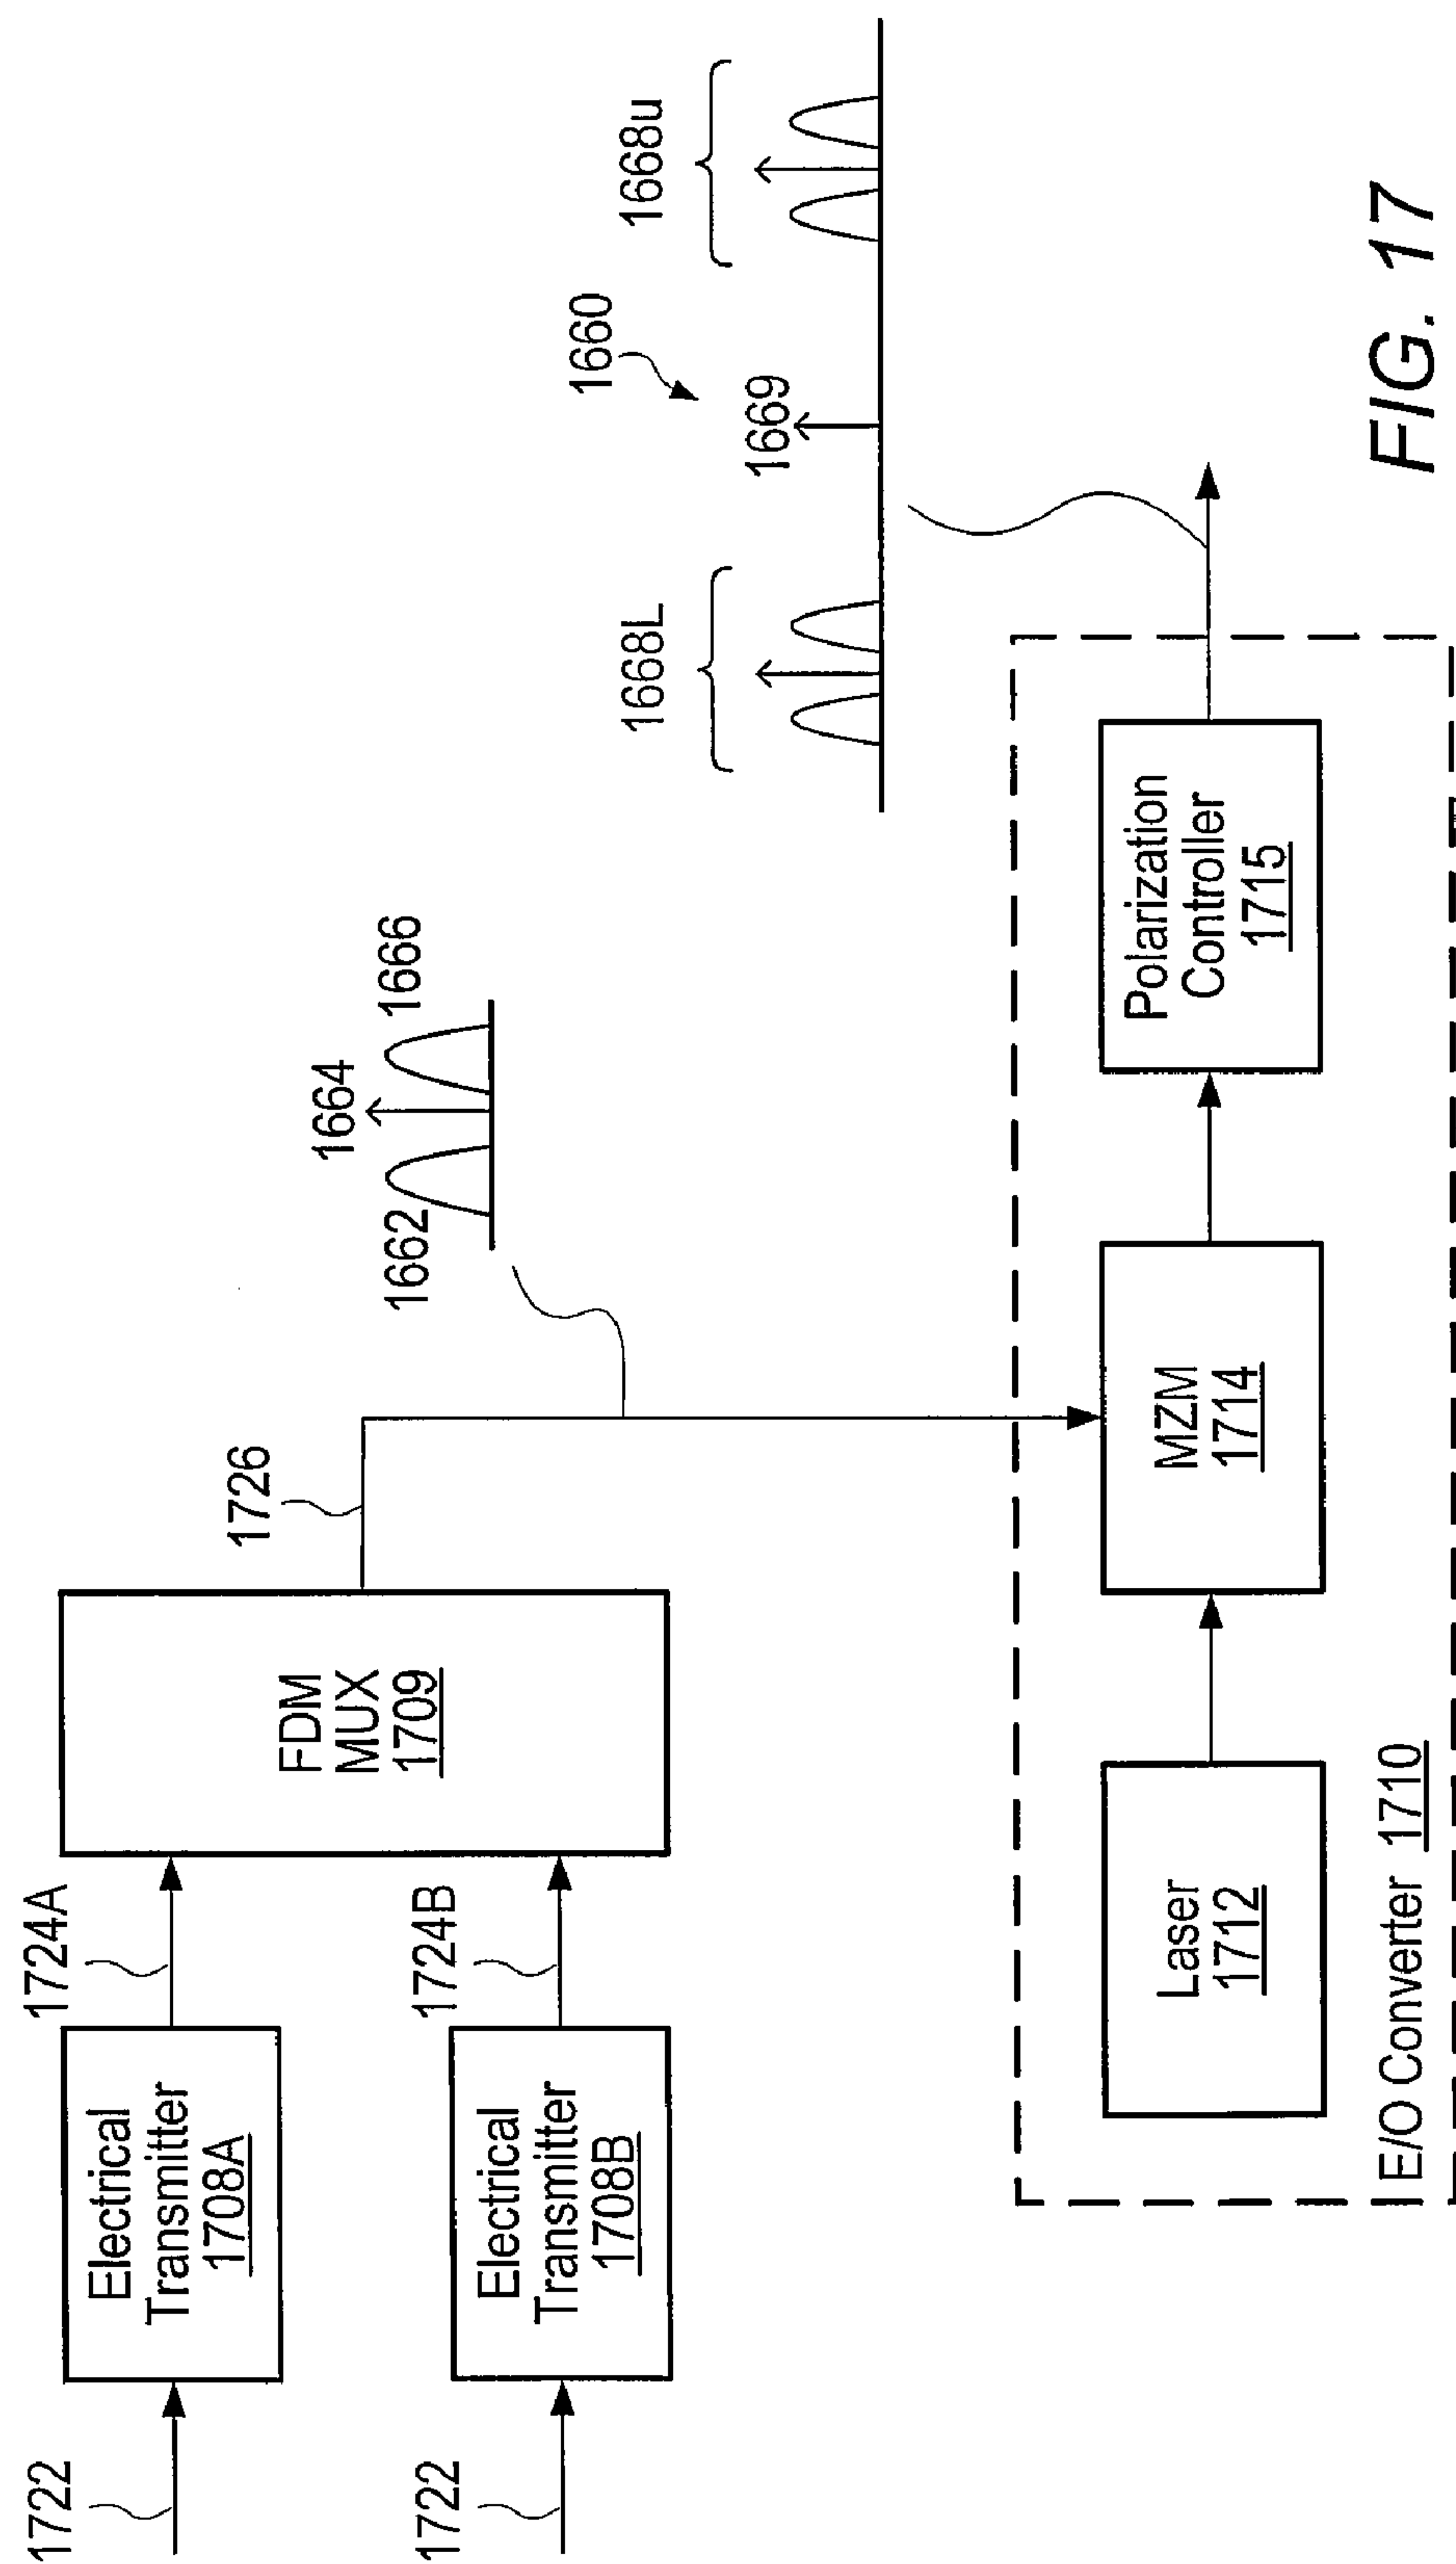 1722
Electrical
Transmitter
1708A
1724A
1722
Electrical
Transmitter
1708B
1724B
FDM
MUX
1709
1726
1662
1664
1666
1668L
1660
1669
1668u
Laser
1712
MZM
1714
Polarization
Controller
1715
E/O Converter 1710
FIG. 17